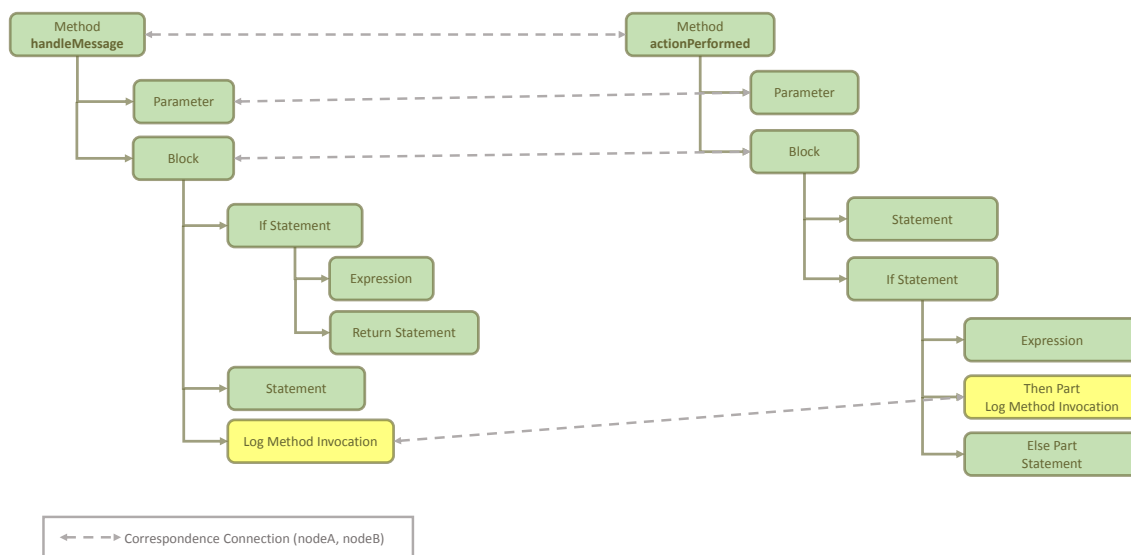 Method
handleMessage
Parameter
Block
If Statement
Expression
Return Statement
Statement
Log Method Invocation
Method
actionPerformed
Parameter
Block
Statement
If Statement
Expression
Then Part
Log Method Invocation
Else Part
Statement
Correspondence Connection (nodeA, nodeB)